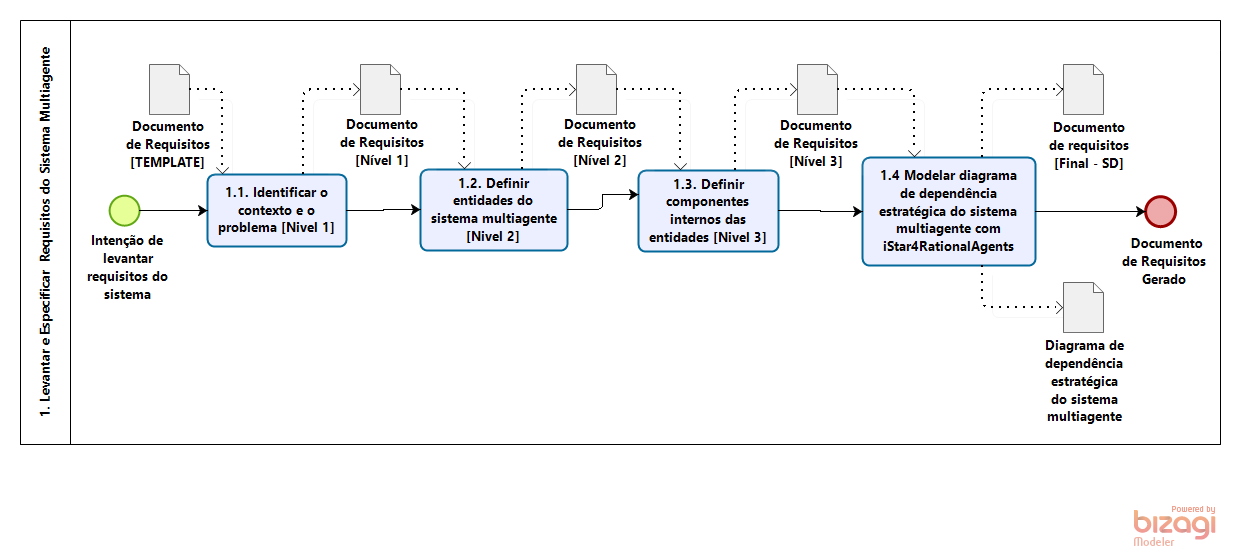 1. Levantar e Especificar Requisitos do Sistema Multiagente
Documento
de Requisitos
[TEMPLATE]
Documento
de Requisitos
[Nível 1]
Documento
de Requisitos
[Nível 2]
Documento
de Requisitos
[Nível 3]
Documento
de requisitos
[Final - SD]
Intenção de
levantar
requisitos do
sistema
1.1. Identificar o
contexto e o
problema [Nivel 1]
1.2. Definir
entidades do
sistema multiagente
[Nivel 2]
1.3. Definir
componentes
internos das
entidades [Nivel 3]
1.4 Modelar diagrama
de dependência
estratégica do sistema
multiagente com
iStar4RationalAgents
Documento
de Requisitos
Gerado
Diagrama de
dependência
estratégica
do sistema
multiagente
Powered by
bizagi
Modeler